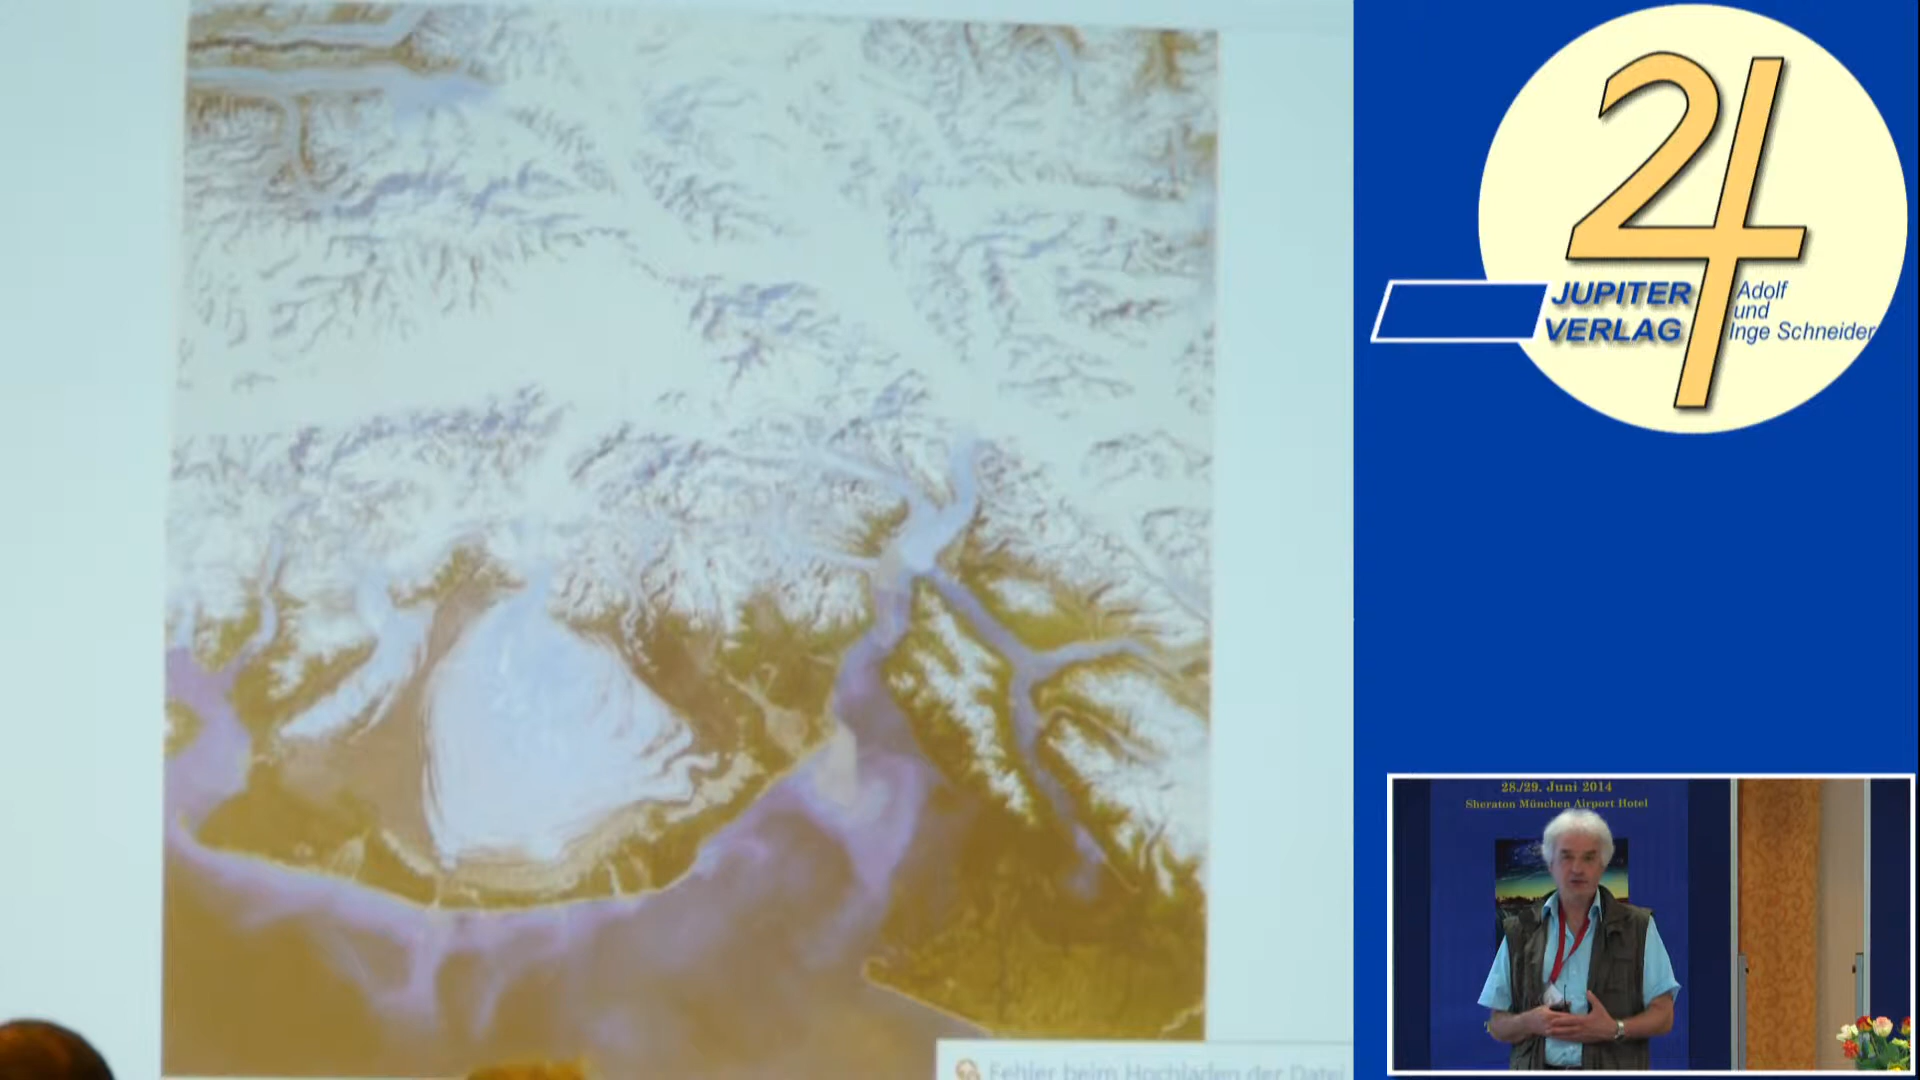 24
JUPITER
VERLAG
Adolf
und
Inge Schneider
28./29. Juni 2014
Sheraton München Airport Hotel
Fehler beim Hochladen der Datei